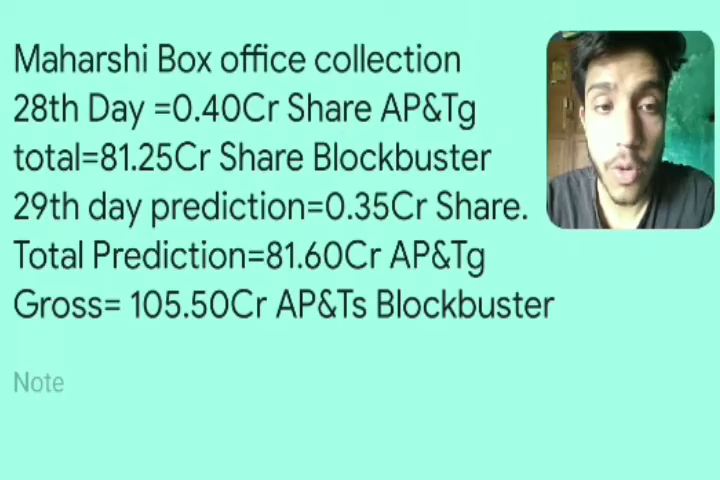 Maharshi Box office collection
28th Day =0.40Cr Share AP&Tg
total=81.25Cr Share Blockbuster
29th day prediction=0.35Cr Share.
Total Prediction=81.60Cr AP&Tg
Gross= 105.50Cr AP&Ts Blockbuster
Note